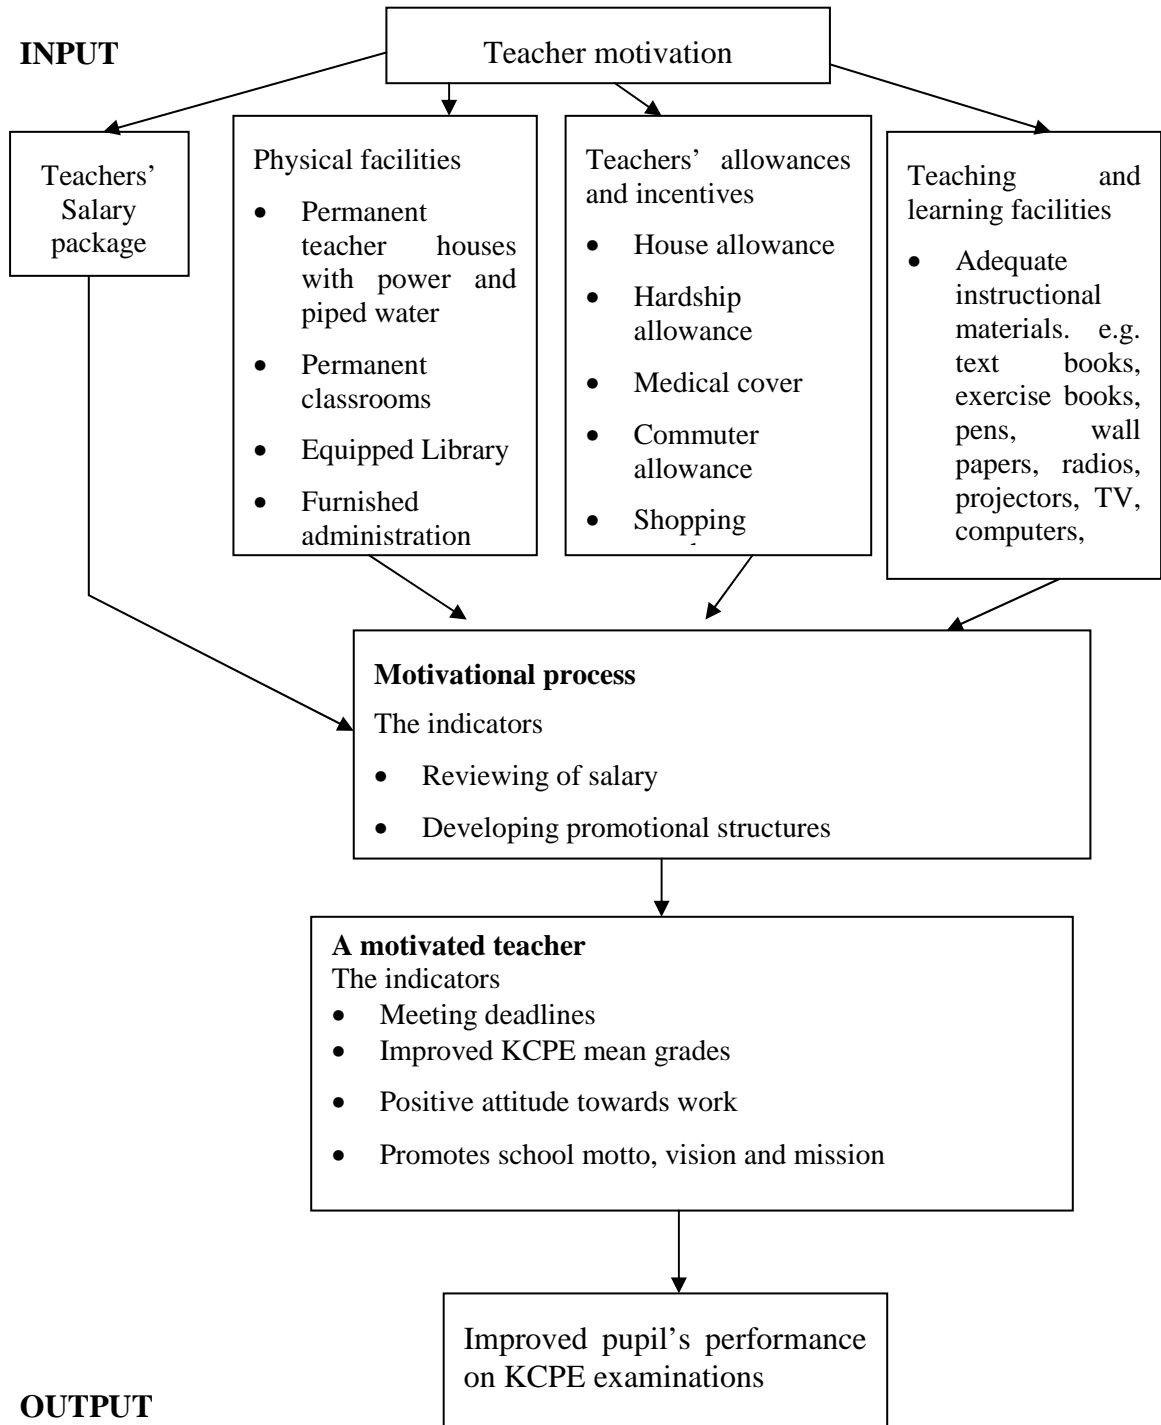 INPUT
Teacher motivation
Teachers’
Salary
package
Physical facilities
• Permanent
teacher houses
with power and
piped water
• Permanent
classrooms
• Equipped Library
• Furnished
administration
Teachers’ allowances
and incentives
• House allowance
• Hardship
allowance
• Medical cover
• Commuter
allowance
• Shopping
Teaching and
learning facilities
• Adequate
instructional
materials. e.g.
text books,
exercise books,
pens, wall
papers, radios,
projectors, TV,
computers,
Motivational process
The indicators
• Reviewing of salary
• Developing promotional structures
A motivated teacher
The indicators
• Meeting deadlines
• Improved KCPE mean grades
• Positive attitude towards work
• Promotes school motto, vision and mission
Improved pupil’s performance
on KCPE examinations
OUTPUT